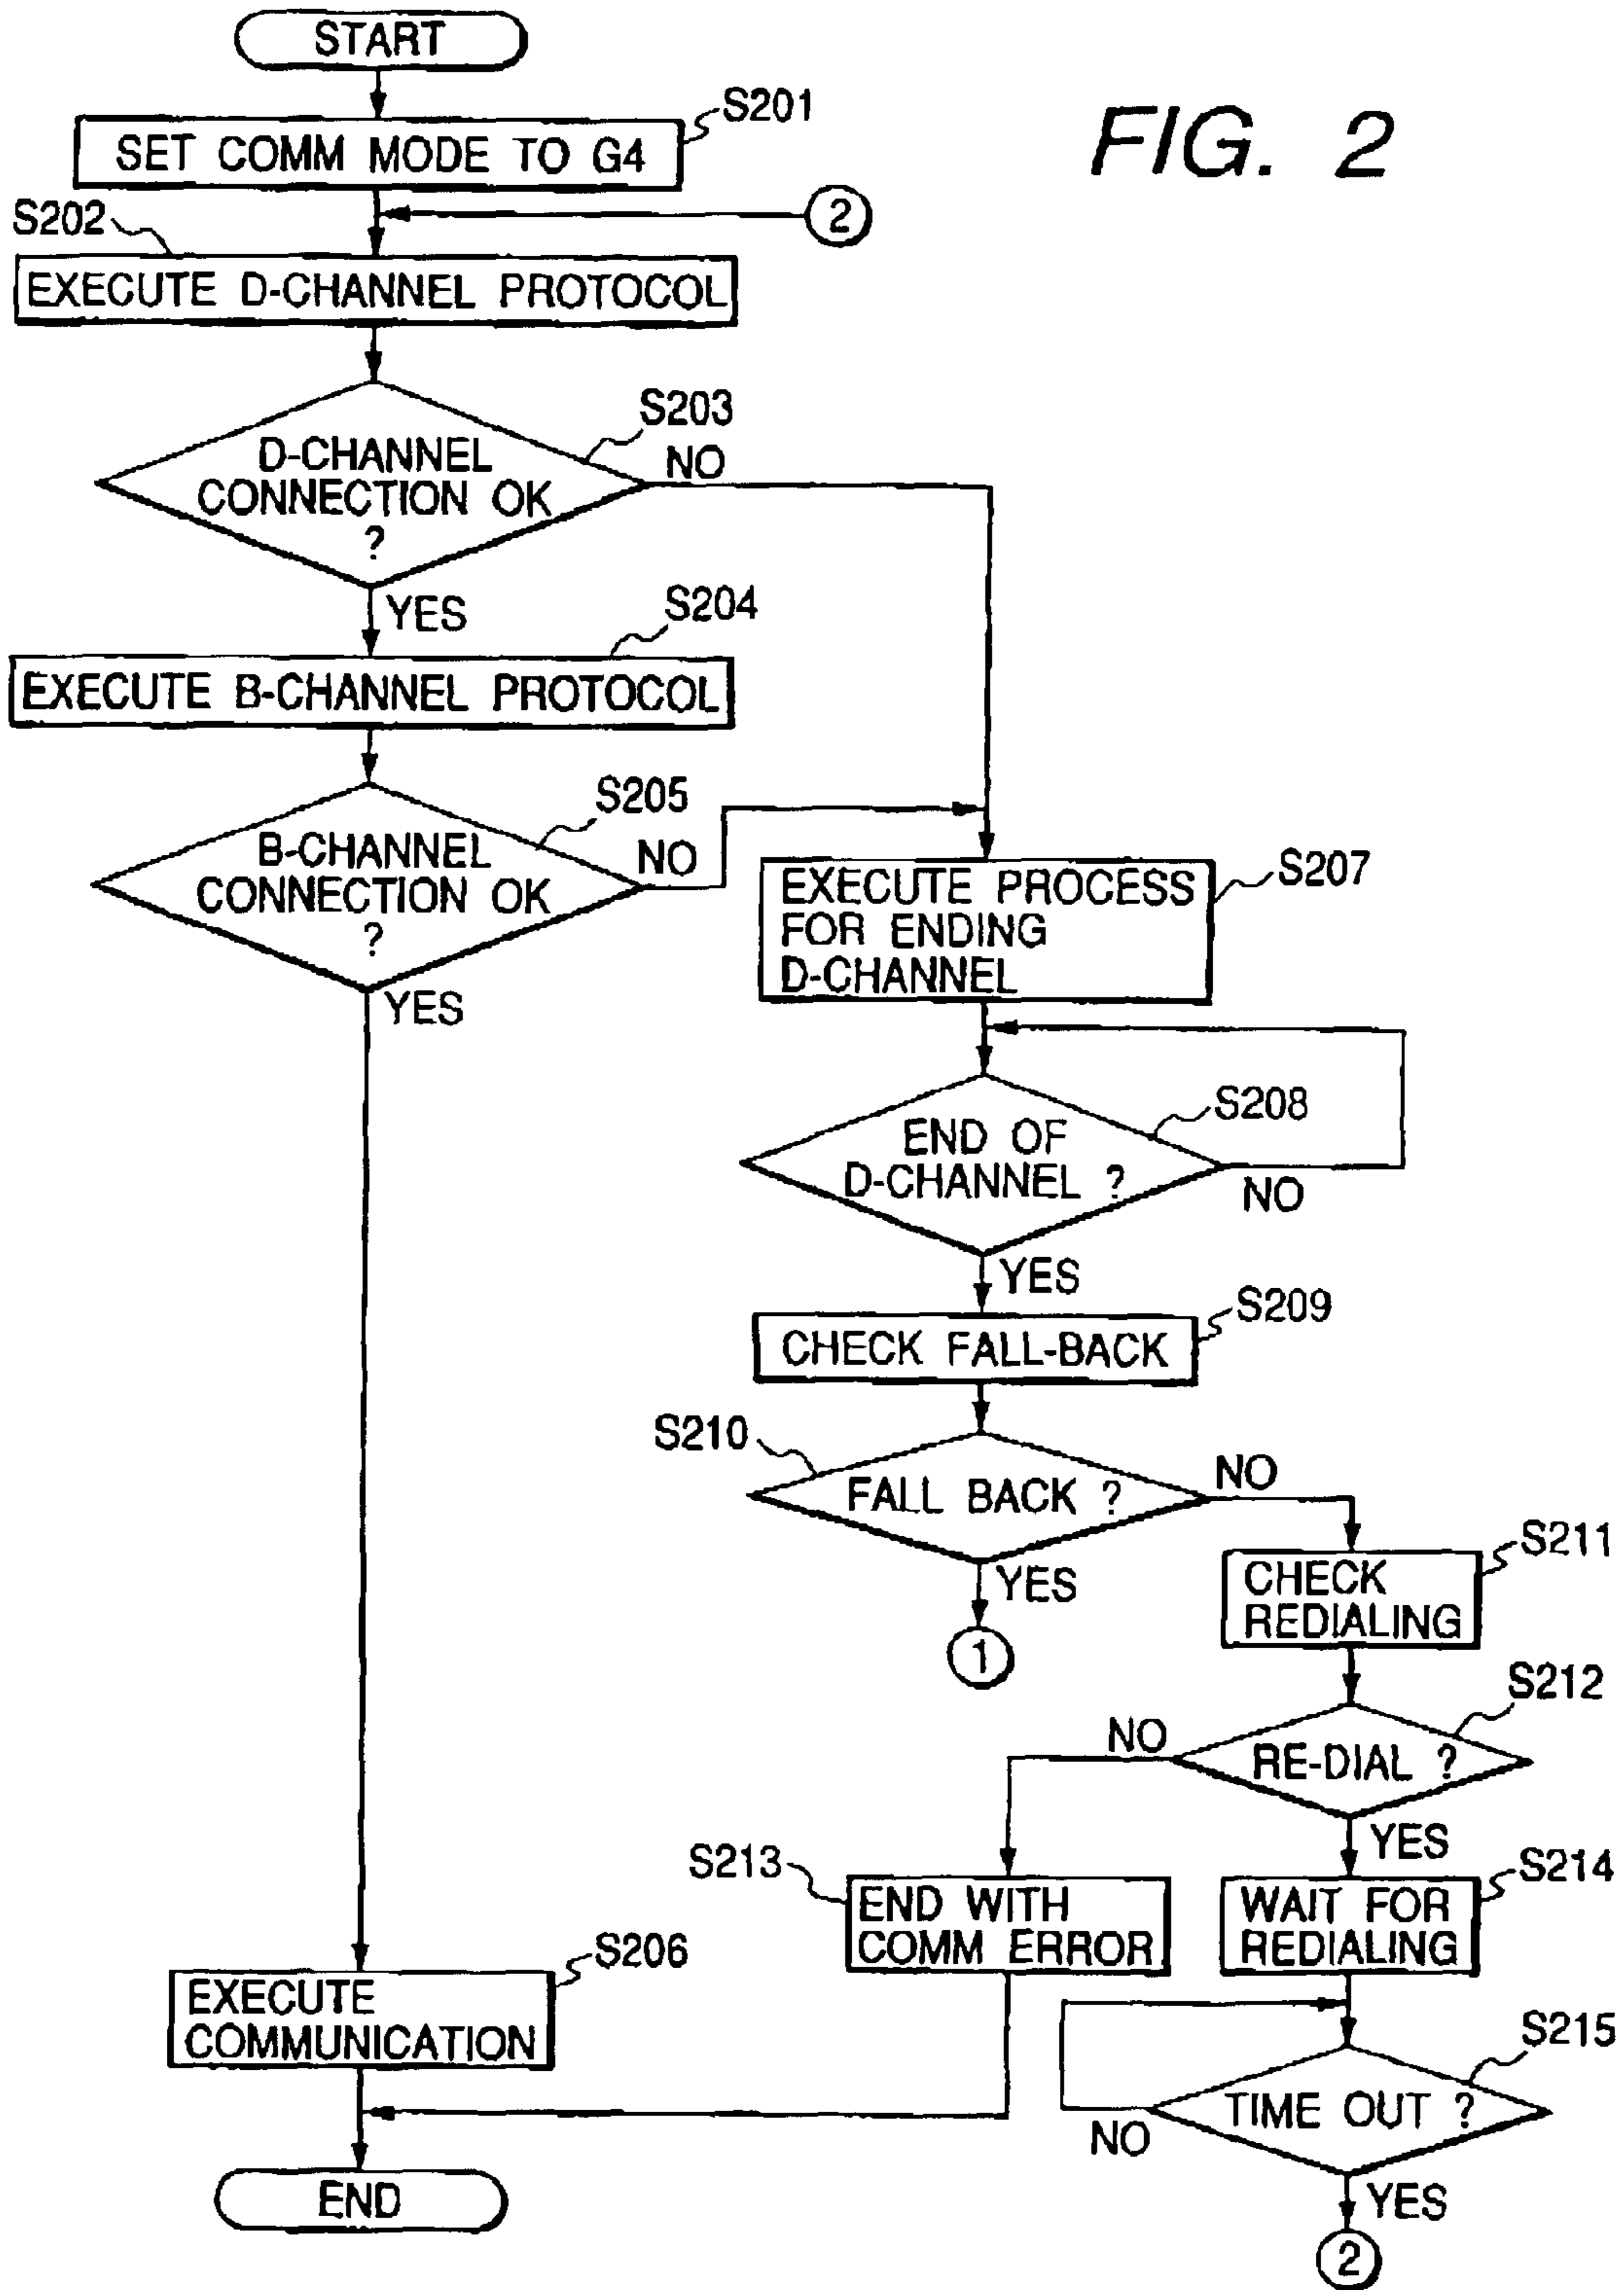 START
FIG. 2
S201
SET COMM MODE TO G4
2
S202
EXECUTE D-CHANNEL PROTOCOL
S203
D-CHANNEL
CONNECTION OK
?
NO
YES
S204
EXECUTE B-CHANNEL PROTOCOL
S205
B-CHANNEL
CONNECTION OK
?
NO
YES
S207
EXECUTE PROCESS
FOR ENDING
D-CHANNEL
S208
END OF
D-CHANNEL ?
NO
YES
S209
CHECK FALL-BACK
S210
FALL BACK ?
NO
YES
1
S211
CHECK
REDIALING
S212
RE-DIAL ?
NO
YES
S213
END WITH
COMM ERROR
S214
WAIT FOR
REDIALING
S206
EXECUTE
COMMUNICATION
S215
TIME OUT ?
NO
YES
2
END